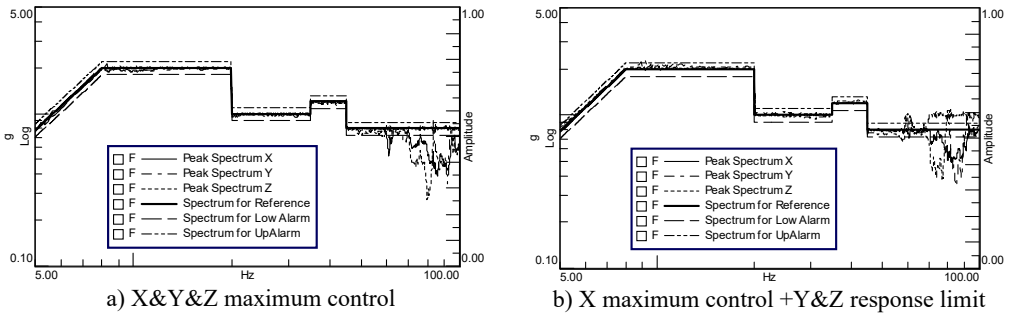 5.00
1.00
g
Log
Amplitude
F Peak Spectrum X
F Peak Spectrum Y
F Peak Spectrum Z
F Spectrum for Reference
F Spectrum for Low Alarm
F Spectrum for UpAlarm
0.10
0.00
5.00
Hz
100.00
a) X&Y&Z maximum control
5.00
1.00
g
Log
Amplitude
F Peak Spectrum X
F Peak Spectrum Y
F Peak Spectrum Z
F Spectrum for Reference
F Spectrum for Low Alarm
F Spectrum for UpAlarm
0.10
0.00
5.00
Hz
100.00
b) X maximum control +Y&Z response limit